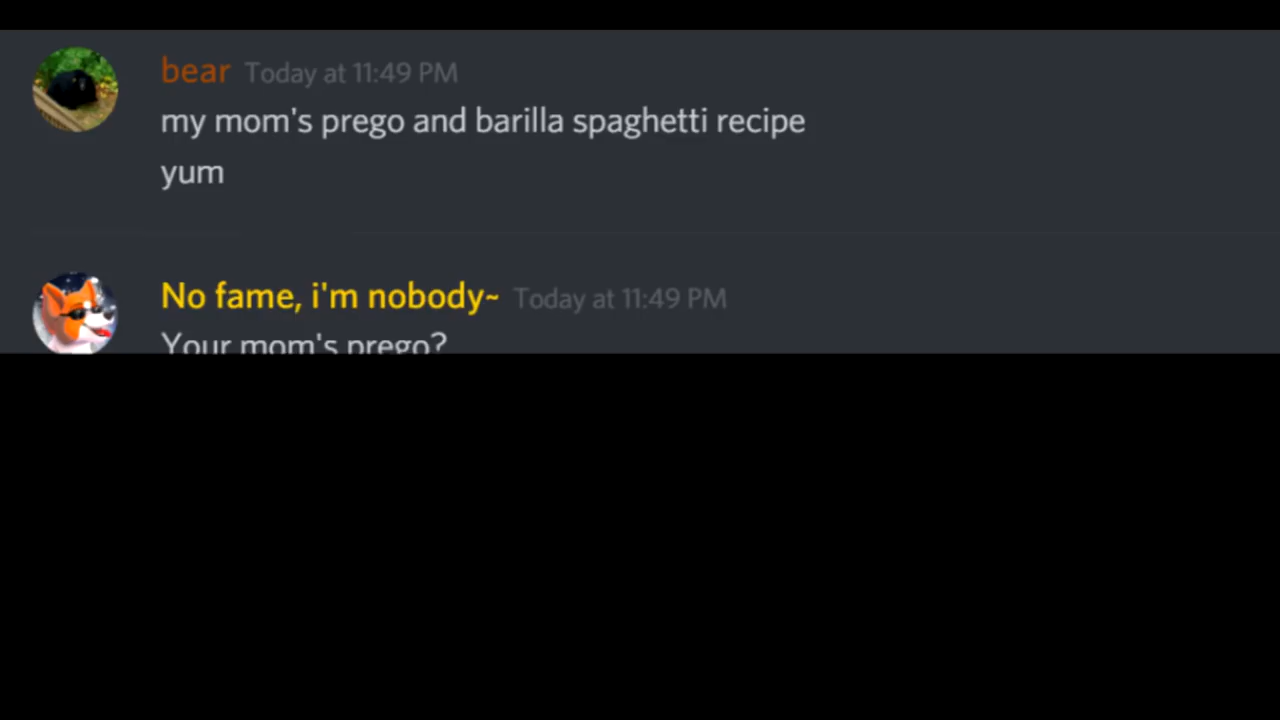 bear Today at 11:49 PM
my mom's prego and barilla spaghetti recipe
yum
No fame, i'm nobody~ Today at 11:49 PM
Your mom's prego?